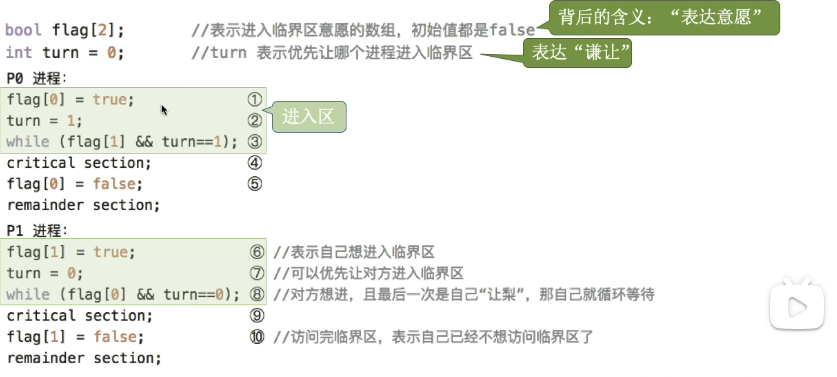 bool flag[2]; //表示进入临界区意愿的数组，初始值都是false
背后的含义：“表达意愿”
int turn = 0; //turn 表示优先让哪个进程进入临界区
表达“谦让”
P0 进程：
flag[0] = true; ①
turn = 1; ②
进入区
while (flag[1] && turn==1); ③
critical section; ④
flag[0] = false; ⑤
remainder section;
P1 进程：
flag[1] = true; ⑥ //表示自己想进入临界区
turn = 0; ⑦ //可以优先让对方进入临界区
while (flag[0] && turn==0); ⑧ //对方想进，且最后一次是自己“让梨”，那自己就循环等待
critical section; ⑨
flag[1] = false; ⑩ //访问完临界区，表示自己已经不想访问临界区了
remainder section;